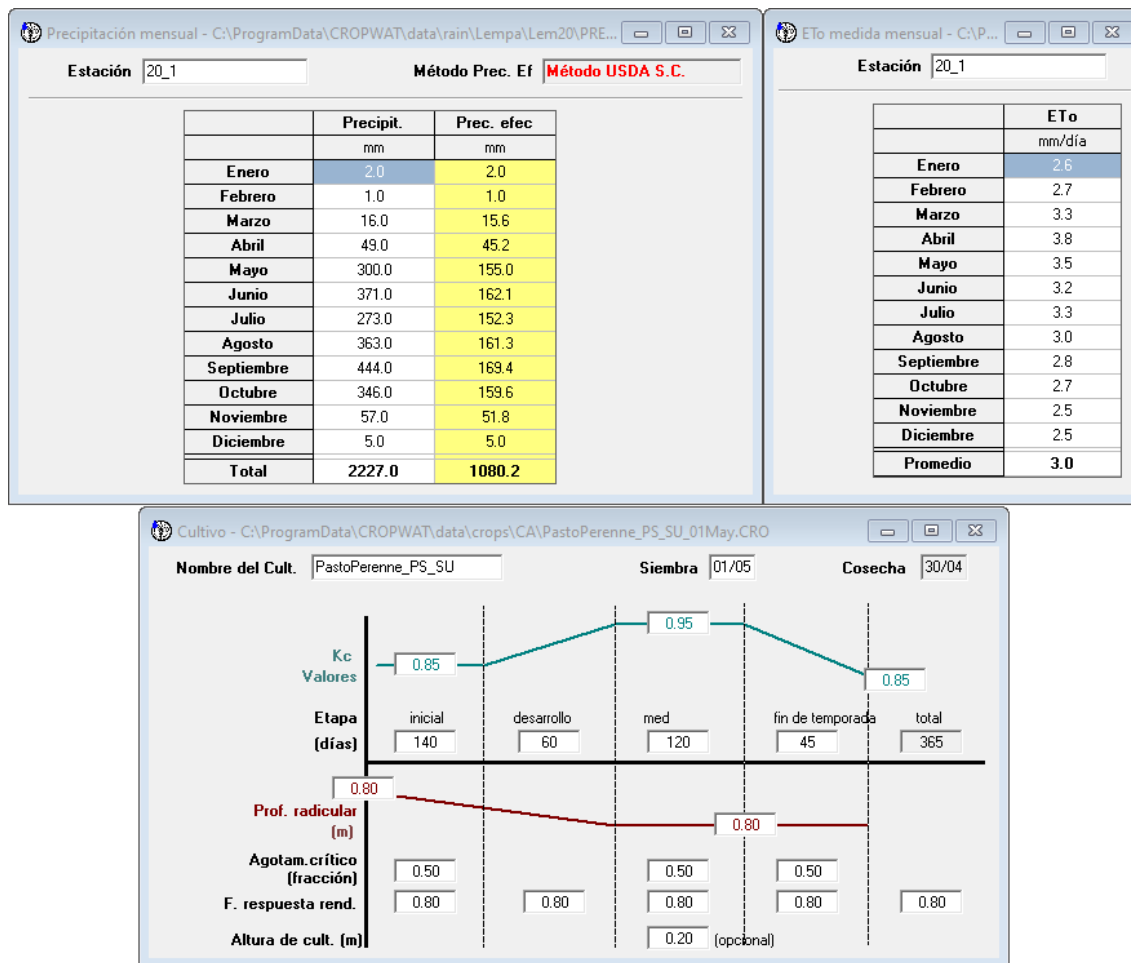 Precipitación mensual - C:\ProgramData\CROPWAT\data\rain\Lempa\Lem20\PRE...
Estación 20_1 Método Prec. Ef Método USDA S.C.
Precipit. Prec. efec
mm mm
Enero 2.0 2.0
Febrero 1.0 1.0
Marzo 16.0 15.6
Abril 49.0 45.2
Mayo 300.0 155.0
Junio 371.0 162.1
Julio 273.0 152.3
Agosto 363.0 161.3
Septiembre 444.0 169.4
Octubre 346.0 159.6
Noviembre 57.0 51.8
Diciembre 5.0 5.0
Total 2227.0 1080.2
ETo medida mensual - C:\P...
Estación 20_1
ETo
mm/día
Enero 2.6
Febrero 2.7
Marzo 3.3
Abril 3.8
Mayo 3.5
Junio 3.2
Julio 3.3
Agosto 3.0
Septiembre 2.8
Octubre 2.7
Noviembre 2.5
Diciembre 2.5
Promedio 3.0
Cultivo - C:\ProgramData\CROPWAT\data\crops\CA\PastoPerenne_PS_SU_01May.CRO
Nombre del Cult. PastoPerenne_PS_SU Siembra 01/05 Cosecha 30/04
0.95
Kc 0.85
Valores 0.85
Etapa inicial desarrollo med fin de temporada total
(días) 140 60 120 45 365
0.80
Prof. radicular 0.80
(m)
Agotam.crítico 0.50 0.50 0.50
(fracción)
F. respuesta rend. 0.80 0.80 0.80 0.80 0.80
Altura de cult. (m) 0.20 (opcional)